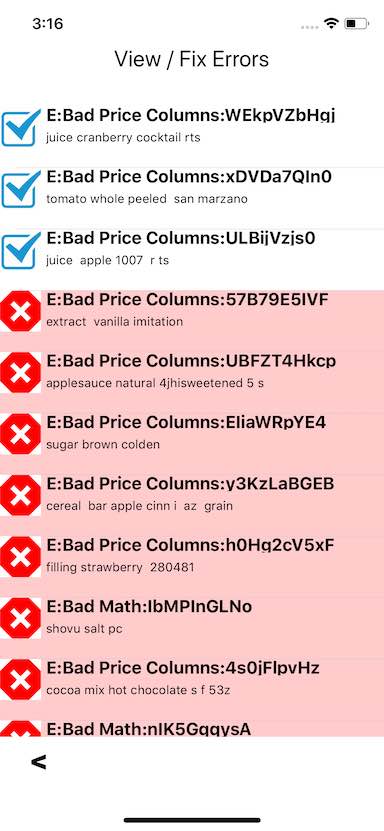 3:16
View / Fix Errors
E:Bad Price Columns:WEkpVZbHgj
juice cranberry cocktail rts
E:Bad Price Columns:xDVDa7Qln0
tomato whole peeled  san marzano
E:Bad Price Columns:ULBijVzjs0
juice  apple 1007  r ts
E:Bad Price Columns:57B79E5IVF
extract  vanilla imitation
E:Bad Price Columns:UBFZT4Hkcp
applesauce natural 4jhisweetened 5 s
E:Bad Price Columns:EliaWRpYE4
sugar brown colden
E:Bad Price Columns:y3KzLaBGEB
cereal  bar apple cinn i  az  grain
E:Bad Price Columns:h0Hg2cV5xF
filling strawberry  280481
E:Bad Math:IbMPInGLNo
shovu salt pc
E:Bad Price Columns:4s0jFlpvHz
cocoa mix hot chocolate s f 53z
E:Bad Math:nIK5GgqysA
<